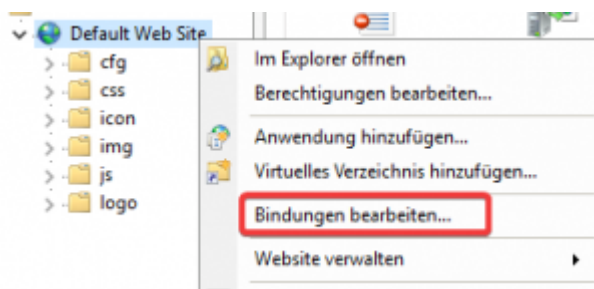 Default Web Site
cfg
css
icon
img
js
logo
Im Explorer öffnen
Berechtigungen bearbeiten...
Anwendung hinzufügen...
Virtuelles Verzeichnis hinzufügen...
Bindungen bearbeiten...
Website verwalten